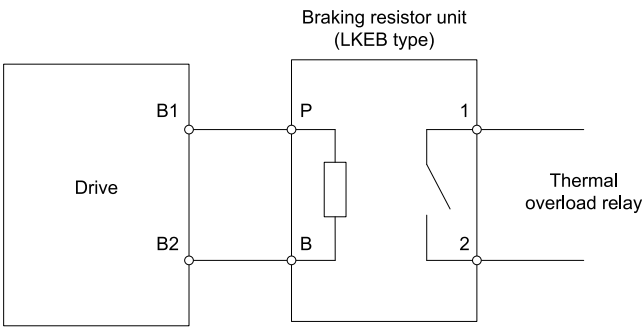 Braking resistor unit
(LKEB type)
B1
P
1
Drive
Thermal
overload relay
B2
B
2